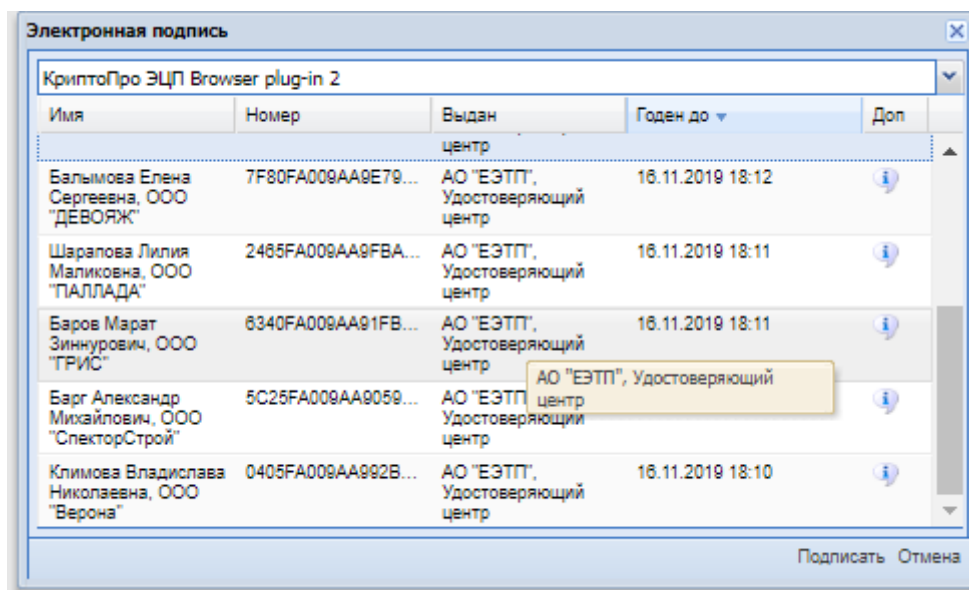 Электронная подпись
КриптоПро ЭЦП Browser plug-in 2
Имя Номер Выдан Годен до Доп
центр
Балымова Елена 7F80FA009AA9E79... АО "ЕЭТП", 16.11.2019 18:12
Сергеевна, ООО Удостоверяющий
"ДЕВОЯЖ" центр
Шарапова Лилия 2465FA009AA9FBA... АО "ЕЭТП", 16.11.2019 18:11
Маликовна, ООО Удостоверяющий
"ПАЛЛАДА" центр
Баров Марат 6340FA009AA91FB... АО "ЕЭТП", 16.11.2019 18:11
Зиннурович, ООО Удостоверяющий
"ГРИС" центр
АО "ЕЭТП", Удостоверяющий
центр
Барг Александр 5C25FA009AA9059... АО "ЕЭТП
Михайлович, ООО Удостоверяющий
"СпекторСтрой" центр
Климова Владислава 0405FA009AA992B... АО "ЕЭТП", 16.11.2019 18:10
Николаевна, ООО Удостоверяющий
"Верона" центр
Подписать Отмена